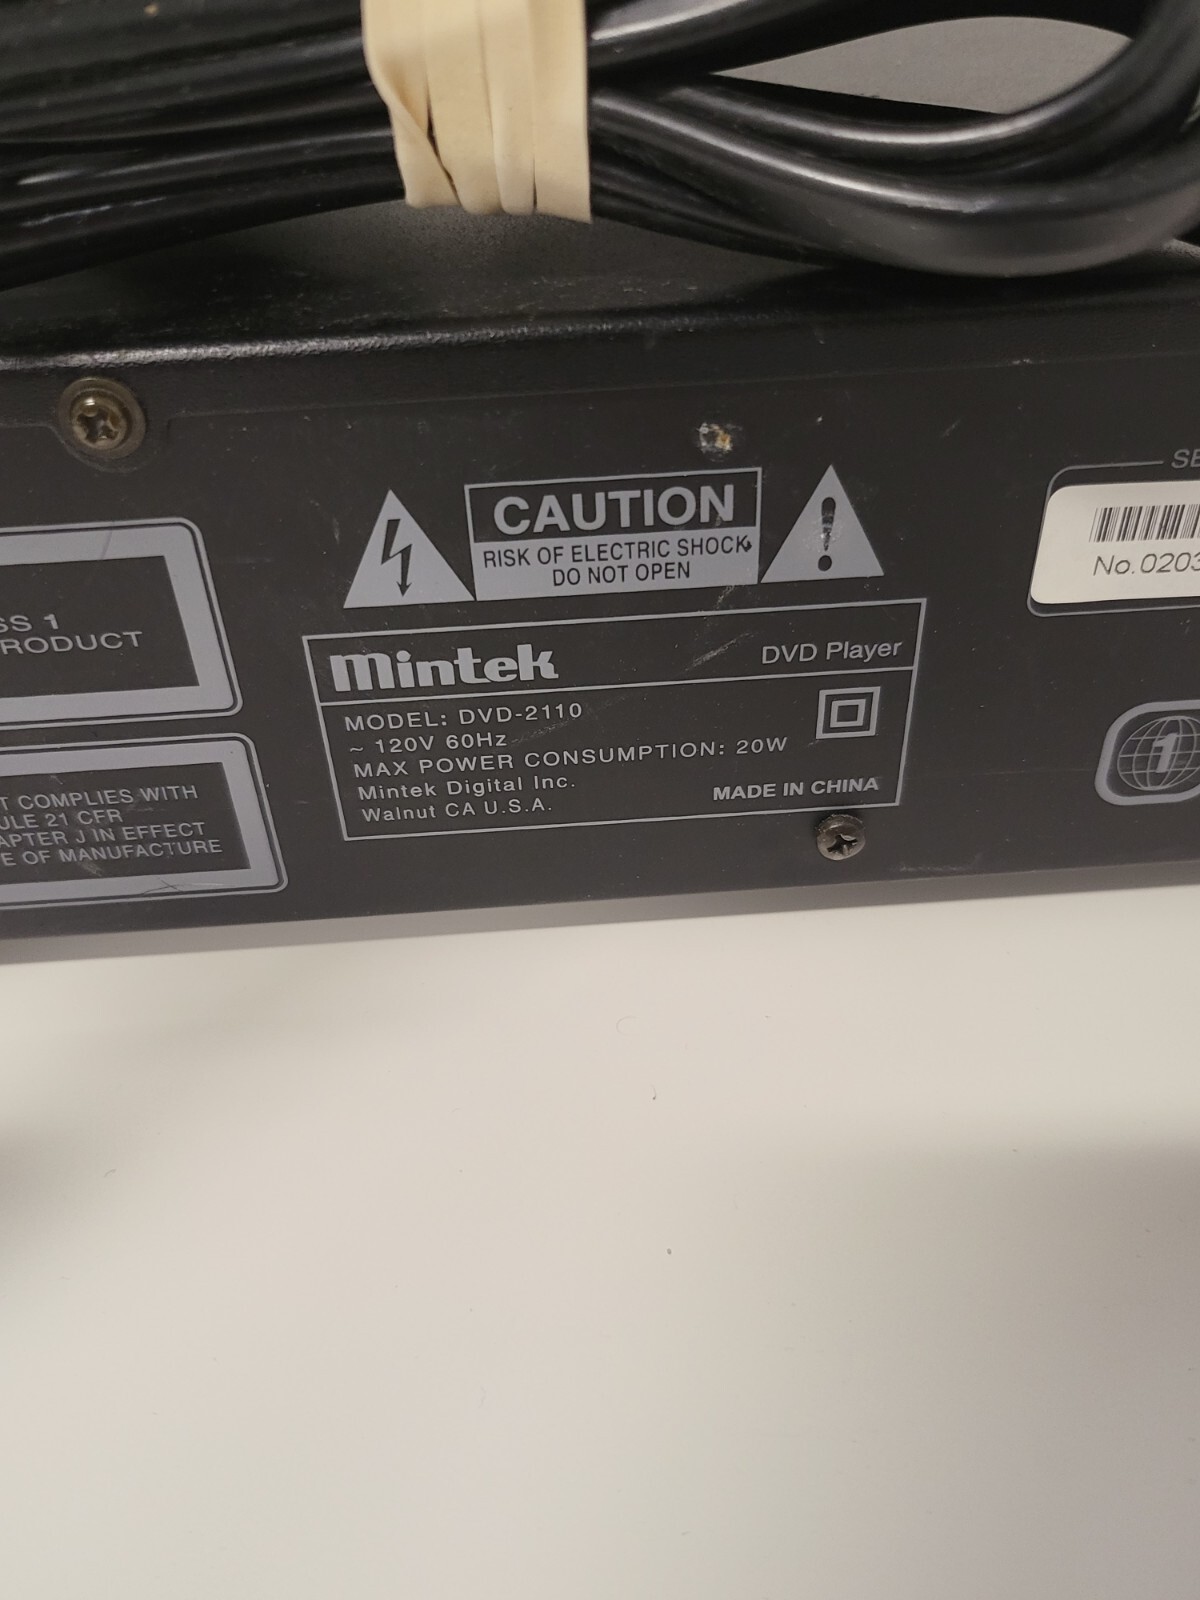 CAUTION
RISK OF ELECTRIC SHOCK
DO NOT OPEN
SS 1
RODUCT
No.0203
mintek
DVD Player
MODEL: DVD-2110
~ 120V 60Hz
MAX POWER CONSUMPTION: 20W
Mintek Digital Inc.
Walnut CA U.S.A.
MADE IN CHINA
1
T COMPLIES WITH
ULE 21 CFR
APTER J IN EFFECT
E OF MANUFACTURE